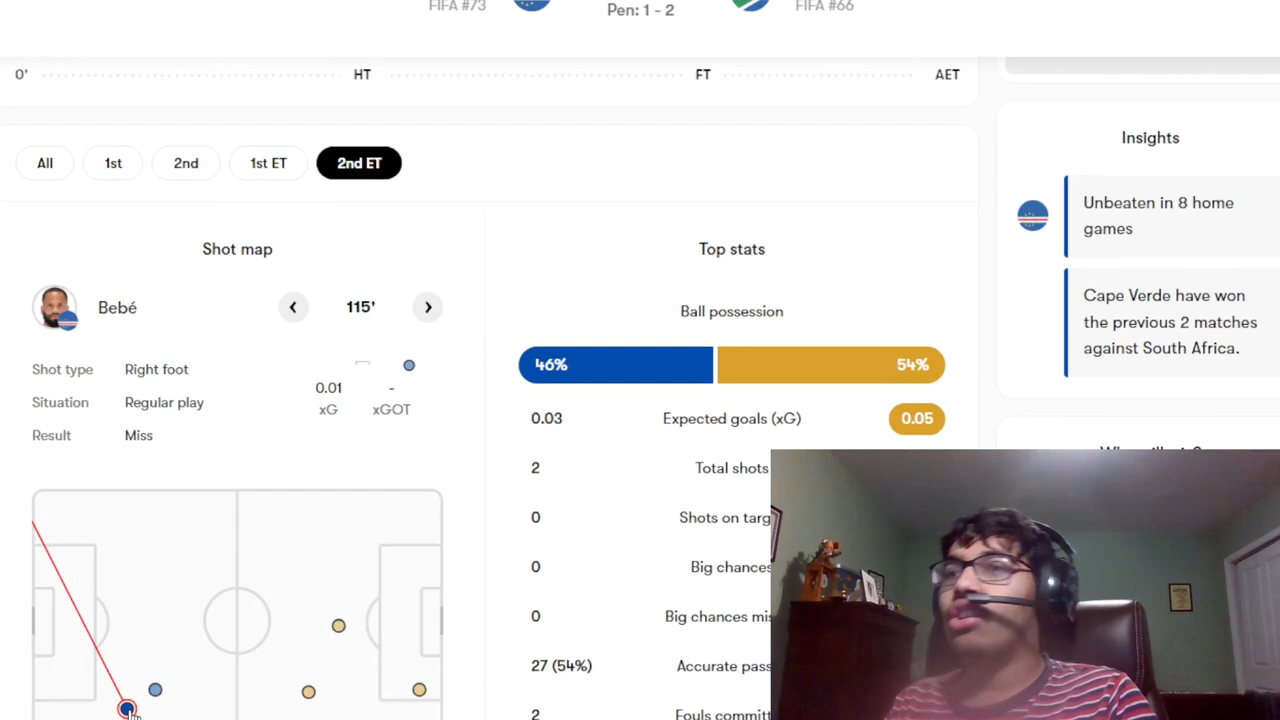 FIFA #73
Pen: 1 - 2
FIFA #66
0'
HT
FT
AET
All
1st
2nd
1st ET
2nd ET
Insights
Unbeaten in 8 home
games
Cape Verde have won
the previous 2 matches
against South Africa.
Shot map
Bebé
115'
Shot type
Right foot
Situation
Regular play
Result
Miss
0.01
-
xG
xGOT
Top stats
Ball possession
46%
54%
0.03
Expected goals (xG)
0.05
2
Total shots
0
Shots on targ
0
Big chances
0
Big chances mis
27 (54%)
Accurate pass
2
Fouls committ